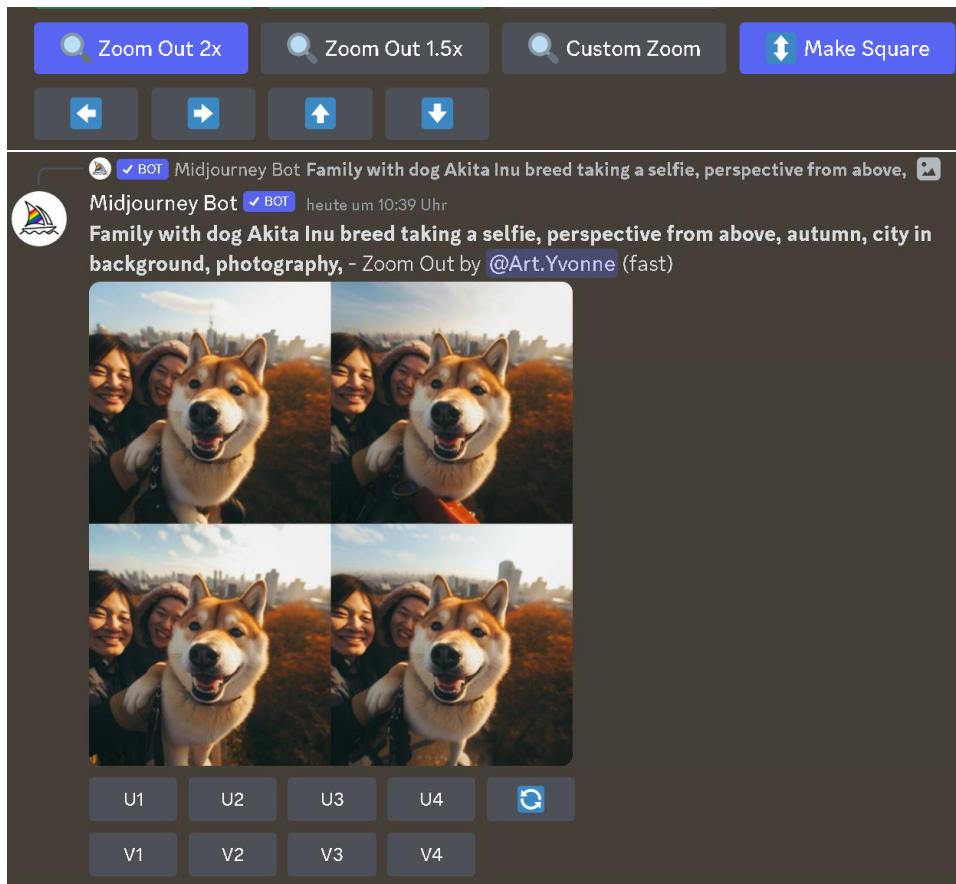 Zoom Out 2x Zoom Out 1.5x Custom Zoom Make Square
BOT Midjourney Bot Family with dog Akita Inu breed taking a selfie, perspective from above,
Midjourney Bot BOT heute um 10:39 Uhr
Family with dog Akita Inu breed taking a selfie, perspective from above, autumn, city in
background, photography, - Zoom Out by @Art.Yvonne (fast)
U1 U2 U3 U4
V1 V2 V3 V4